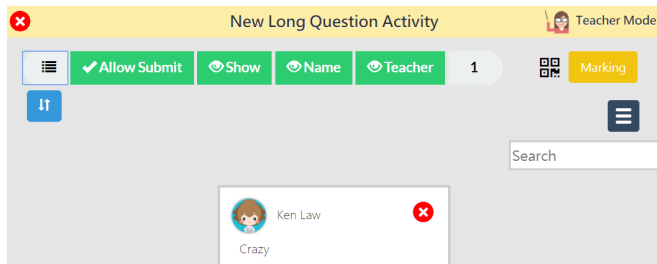 New Long Question Activity
Teacher Mode
Allow Submit Show Name Teacher 1 Marking
Search
Ken Law
Crazy